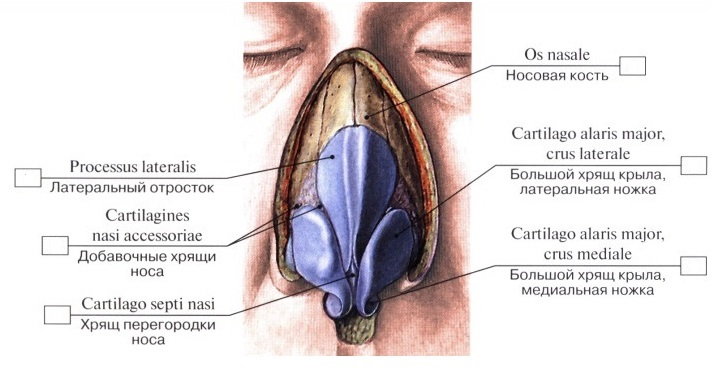 Os nasale
Носовая кость
Cartilago alaris major,
crus laterale
Большой хрящ крыла,
латеральная ножка
Processus lateralis
Латеральный отросток
Cartilagines
nasi accessoriae
Добавочные хрящи
носа
Cartilago alaris major,
crus mediale
Большой хрящ крыла,
медиальная ножка
Cartilago septi nasi
Хрящ перегородки
носа